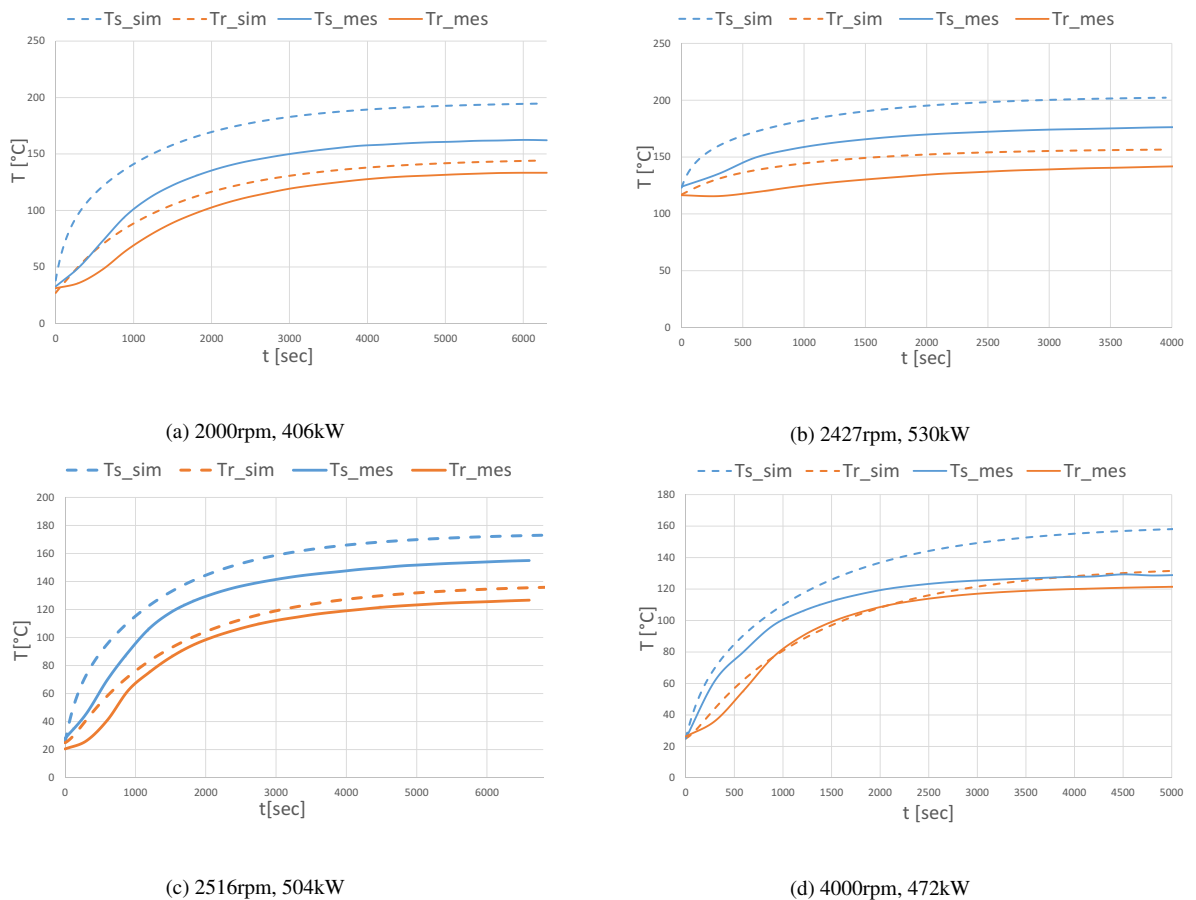 Ts_sim Tr_sim Ts_mes Tr_mes
250
200
150
100
50
0
T [°C]
0 1000 2000 3000 4000 5000 6000
t [sec]
(a) 2000rpm, 406kW
Ts_sim Tr_sim Ts_mes Tr_mes
250
200
150
100
50
0
T [°C]
0 500 1000 1500 2000 2500 3000 3500 4000
t [sec]
(b) 2427rpm, 530kW
Ts_sim Tr_sim Ts_mes Tr_mes
200
180
160
140
120
100
80
60
40
20
0
T[°C]
0 1000 2000 3000 4000 5000 6000
t[sec]
(c) 2516rpm, 504kW
Ts_sim Tr_sim Ts_mes Tr_mes
180
160
140
120
100
80
60
40
20
0
T [°C]
0 500 1000 1500 2000 2500 3000 3500 4000 4500 5000
t [sec]
(d) 4000rpm, 472kW